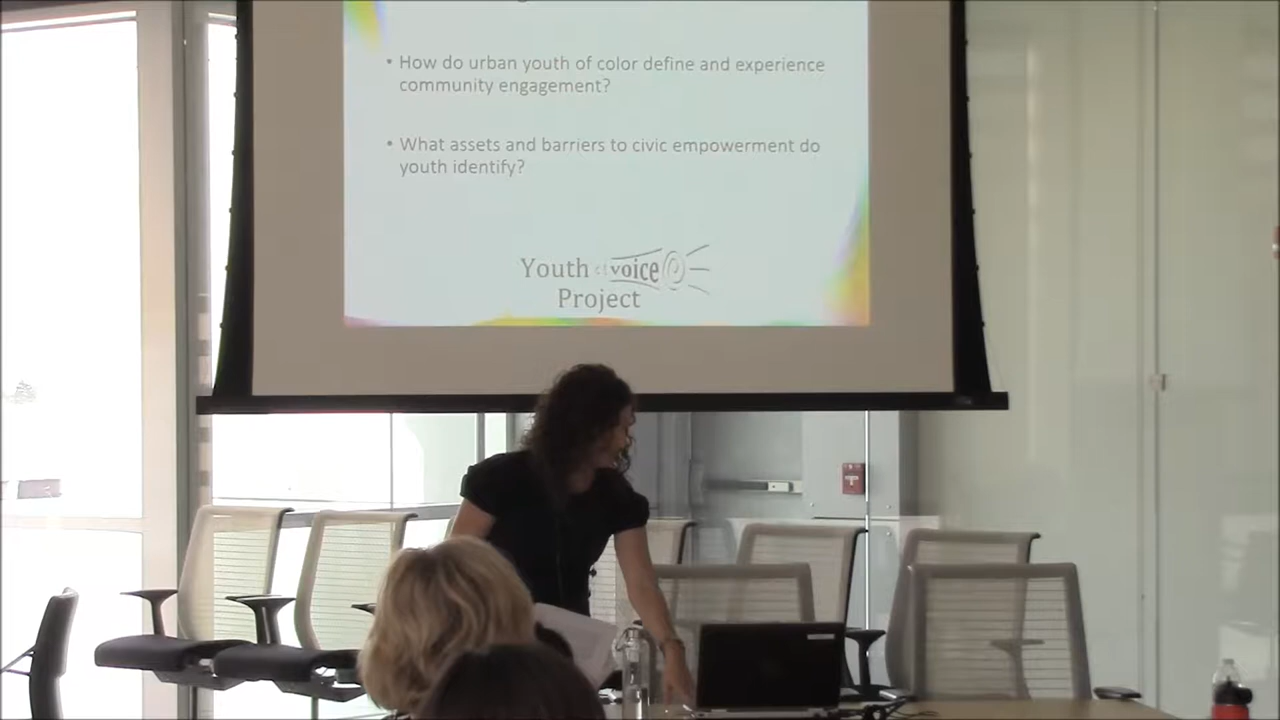 • How do urban youth of color define and experience
community engagement?
• What assets and barriers to civic empowerment do
youth identify?
Youth voice
Project